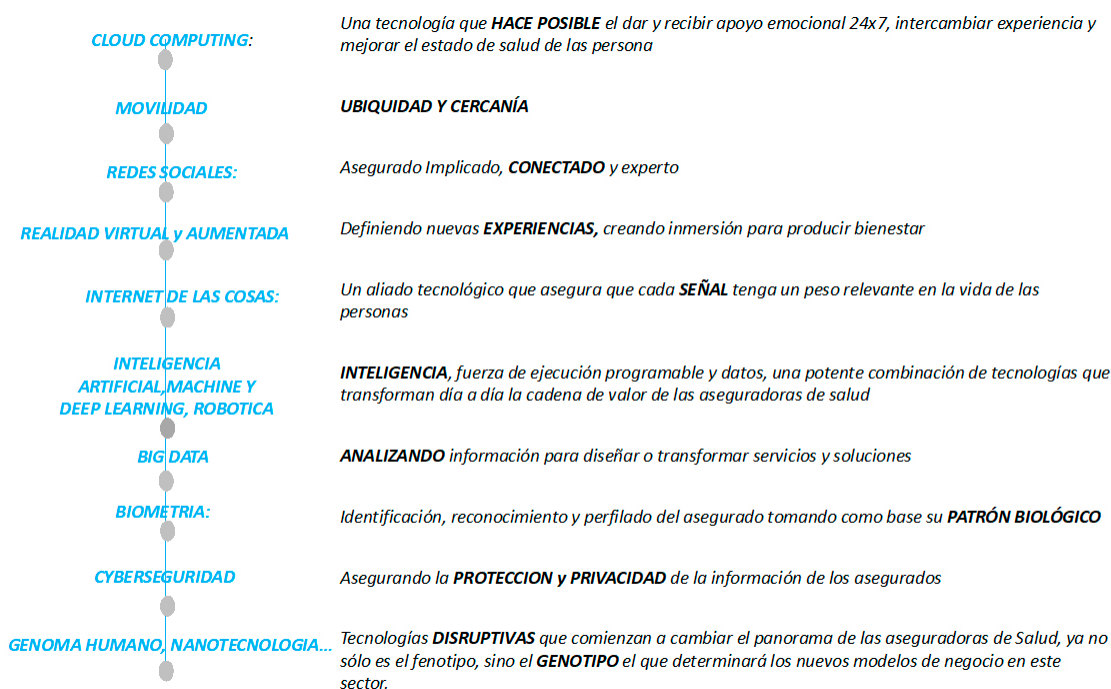 CLOUD COMPUTING:
Una tecnología que HACE POSIBLE el dar y recibir apoyo emocional 24x7, intercambiar experiencia y
mejorar el estado de salud de las persona
MOVILIDAD
UBIQUIDAD Y CERCANÍA
REDES SOCIALES:
Asegurado Implicado, CONECTADO y experto
REALIDAD VIRTUAL y AUMENTADA
Definiendo nuevas EXPERIENCIAS, creando inmersión para producir bienestar
INTERNET DE LAS COSAS:
Un aliado tecnológico que asegura que cada SEÑAL tenga un peso relevante en la vida de las
personas
INTELIGENCIA
ARTIFICIAL,MACHINE Y
DEEP LEARNING, ROBOTICA
INTELIGENCIA, fuerza de ejecución programable y datos, una potente combinación de tecnologías que
transforman día a día la cadena de valor de las aseguradoras de salud
BIG DATA
ANALIZANDO información para diseñar o transformar servicios y soluciones
BIOMETRIA:
Identificación, reconocimiento y perfilado del asegurado tomando como base su PATRÓN BIOLÓGICO
CYBERSEGURIDAD
Asegurando la PROTECCION y PRIVACIDAD de la información de los asegurados
GENOMA HUMANO, NANOTECNOLOGIA...
Tecnologías DISRUPTIVAS que comienzan a cambiar el panorama de las aseguradoras de Salud, ya no
sólo es el fenotipo, sino el GENOTIPO el que determinará los nuevos modelos de negocio en este
sector.